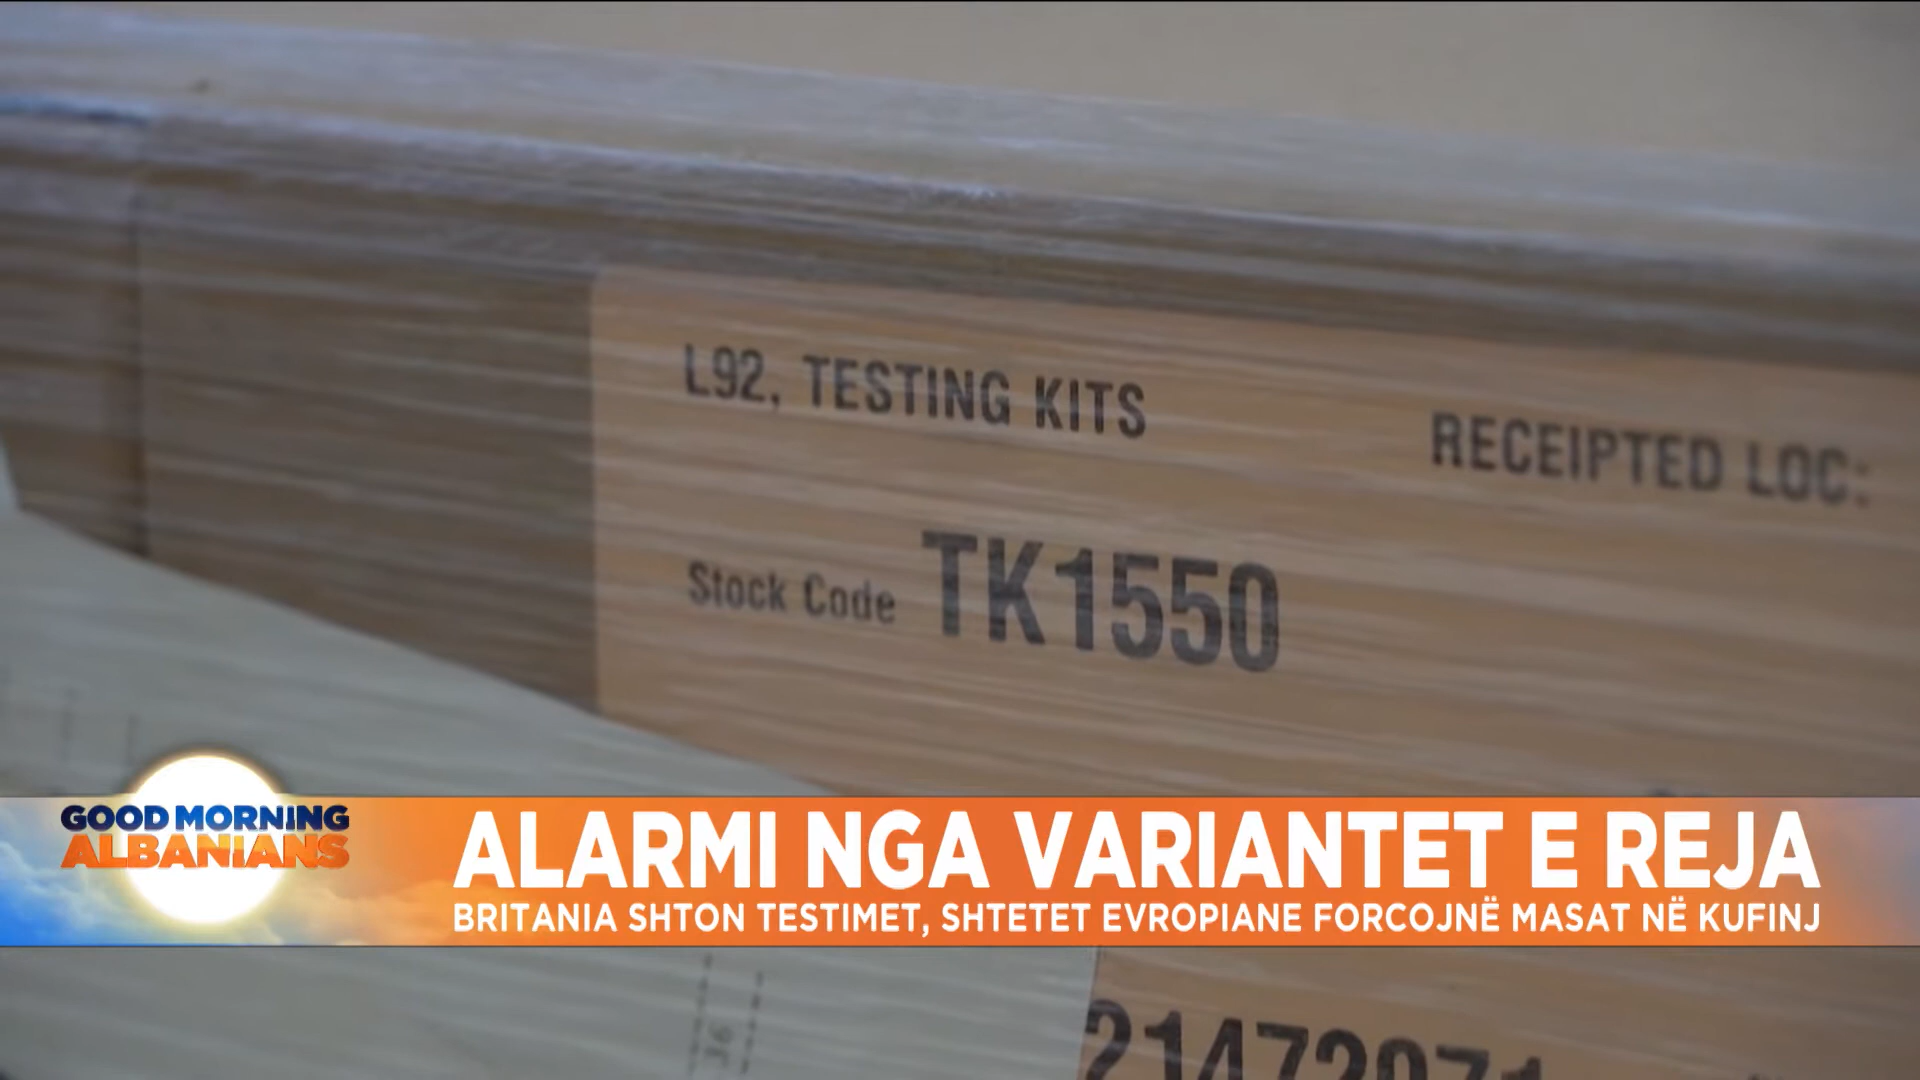 L92, TESTING KITS
RECEIPTED LOC:
Stock Code TK1550
GOOD MORNING
ALBANIANS
ALARMI NGA VARIANTET E REJA
BRITANIA SHTON TESTIMET, SHTETET EVROPIANE FORCOJNË MASAT NË KUFINJ
36